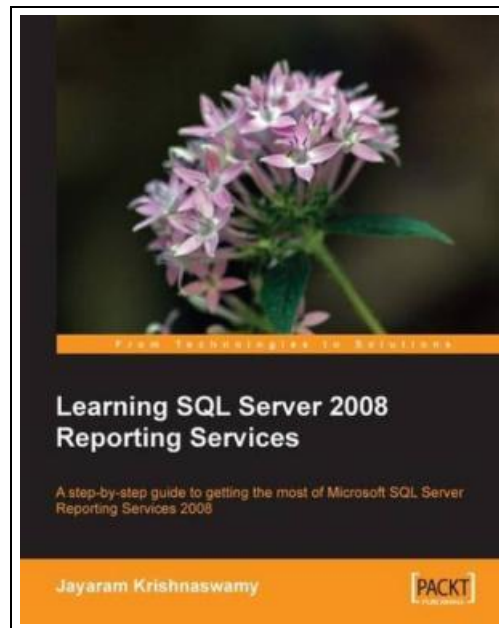 From Technologies to Solutions
Learning SQL Server 2008
Reporting Services
A step-by-step guide to getting the most of Microsoft SQL Server
Reporting Services 2008
Jayaram Krishnaswamy
[PACKT]
PUBLISHING